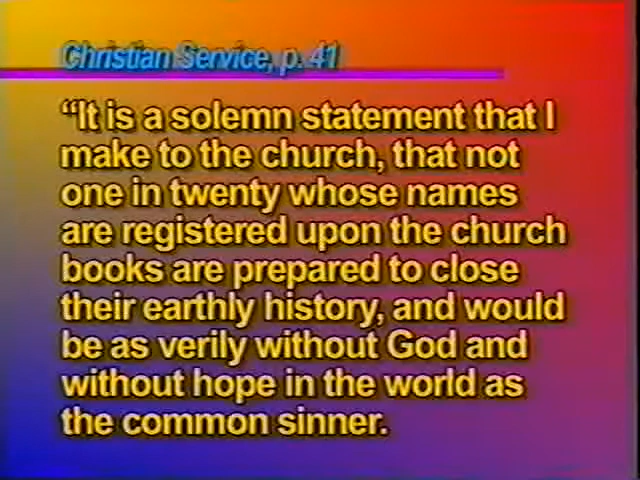 Christian Service, p. 41
“It is a solemn statement that I
make to the church, that not
one in twenty whose names
are registered upon the church
books are prepared to close
their earthly history, and would
be as verily without God and
without hope in the world as
the common sinner.